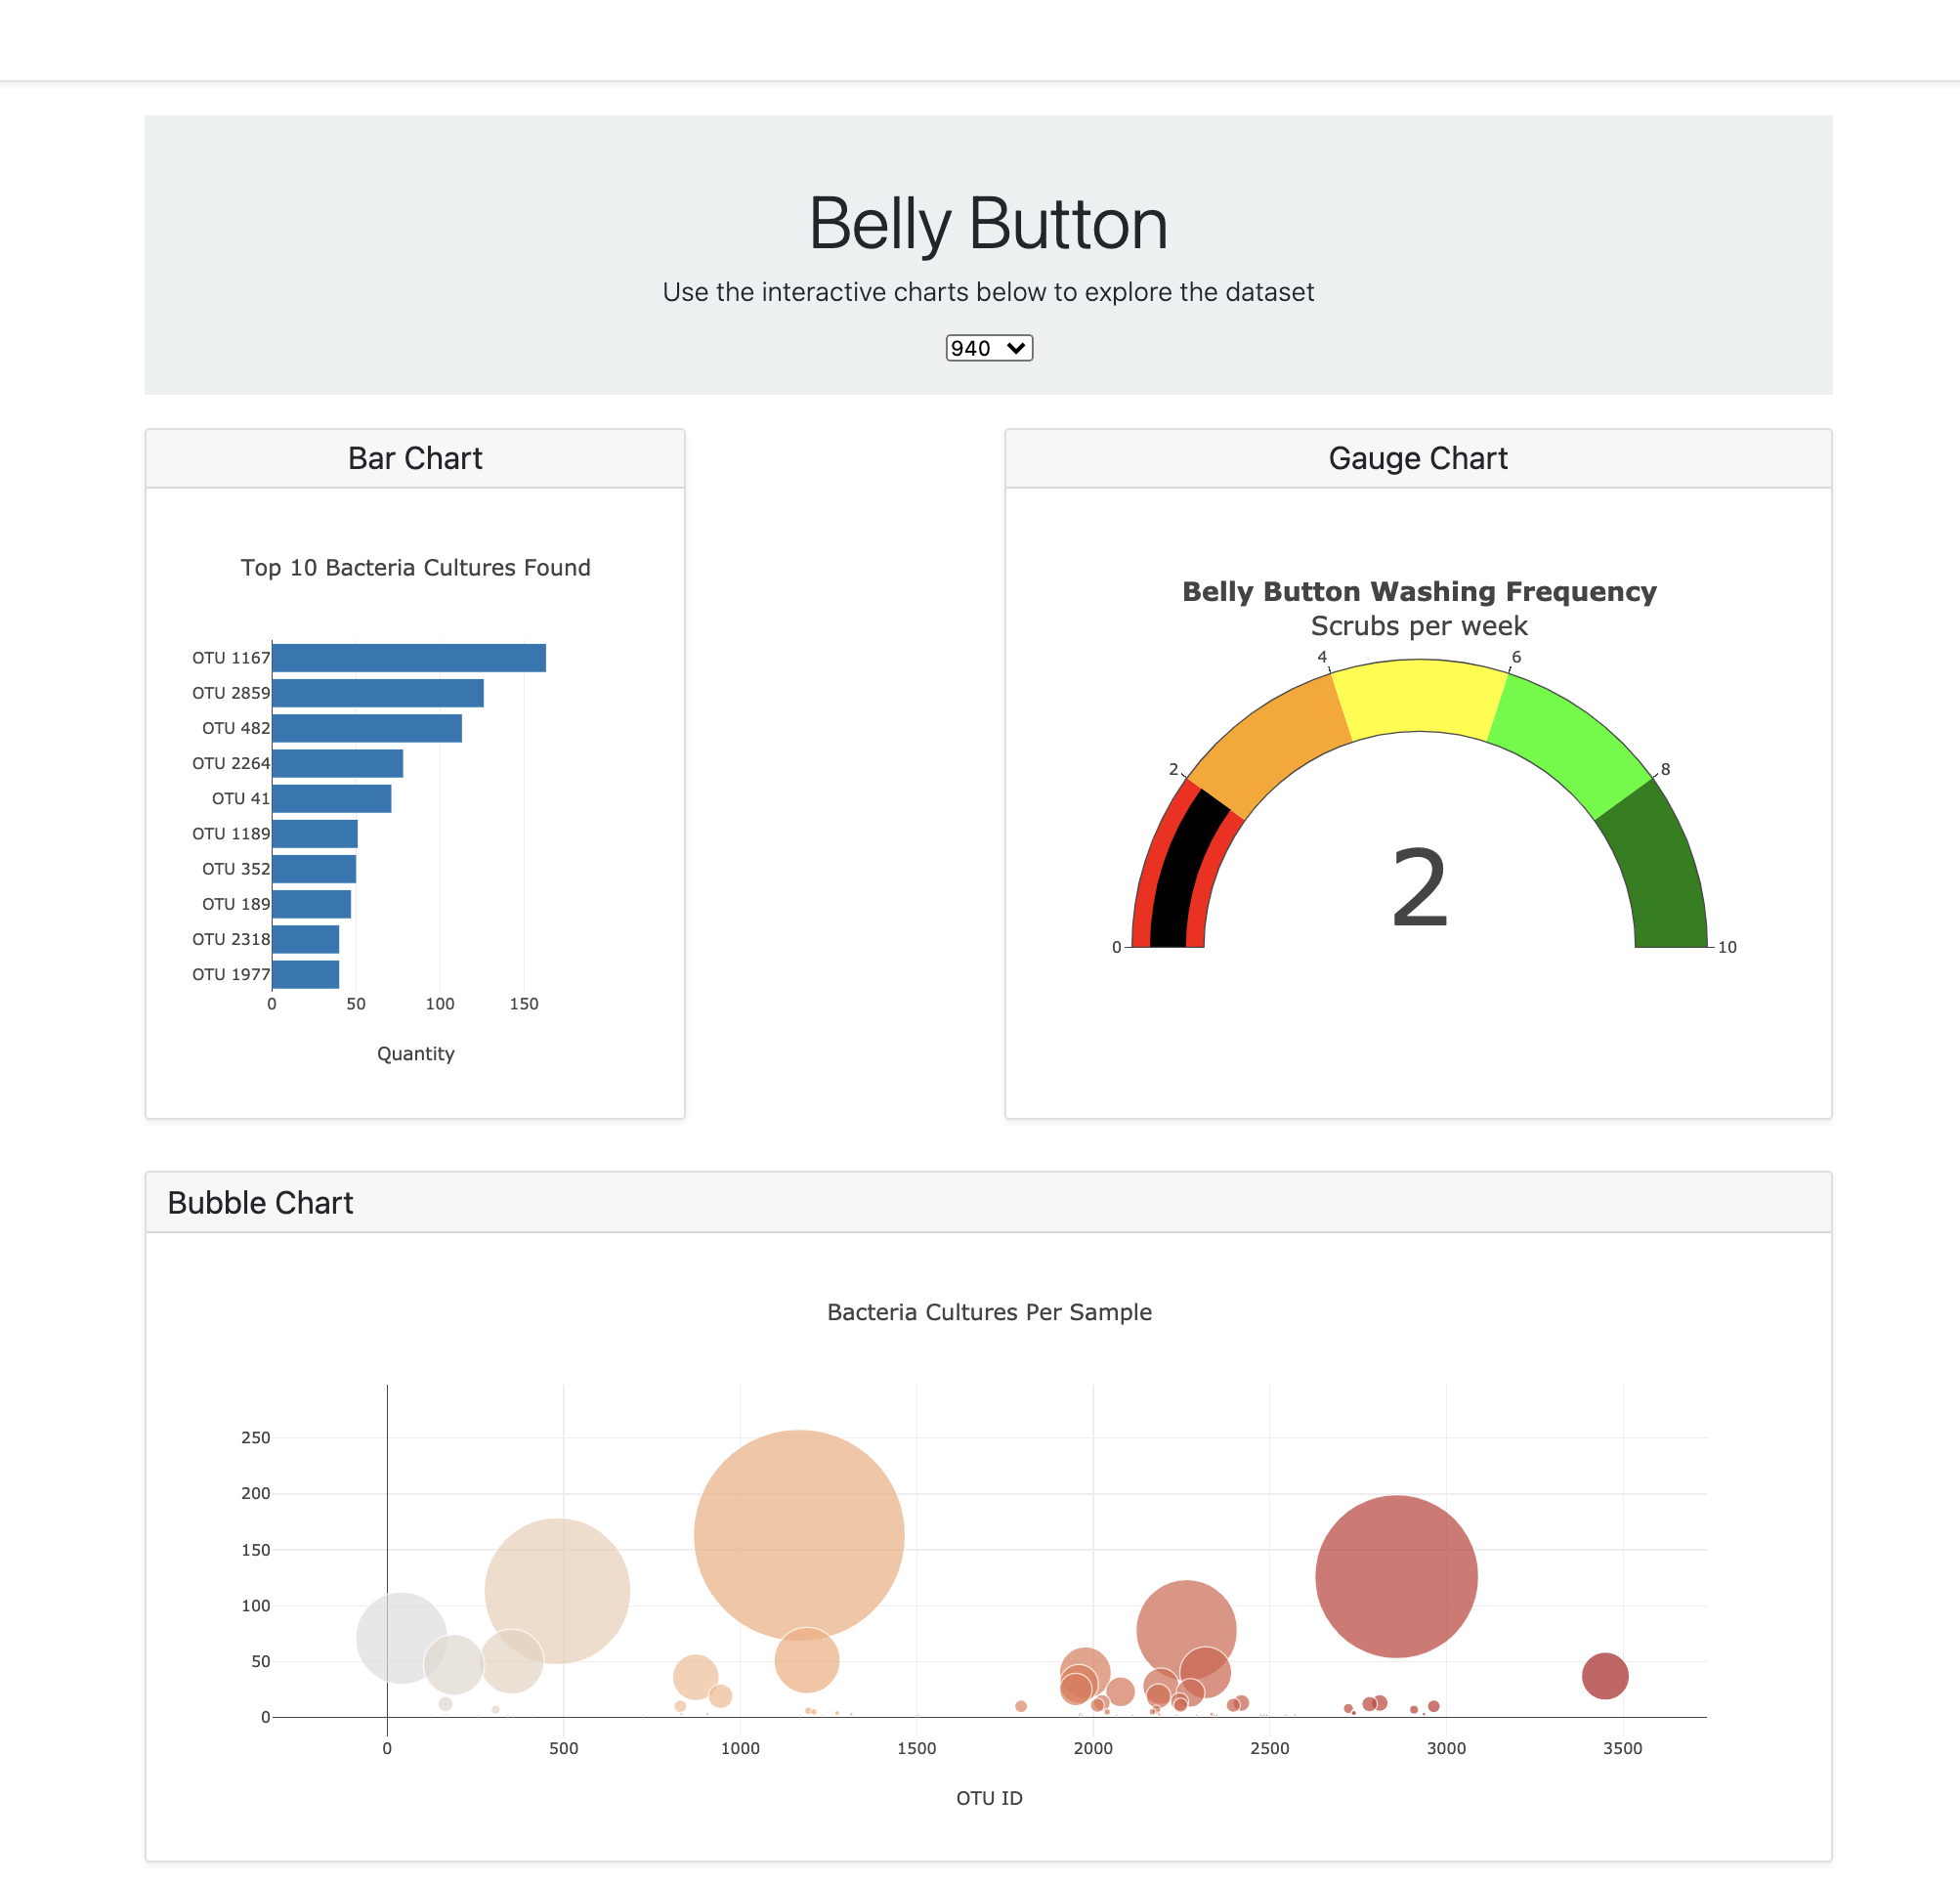 Belly Button
Use the interactive charts below to explore the dataset
940
Bar Chart
Top 10 Bacteria Cultures Found
OTU 1167
OTU 2859
OTU 482
OTU 2264
OTU 41
OTU 1189
OTU 352
OTU 189
OTU 2318
OTU 1977
0 50 100 150
Quantity
Gauge Chart
Belly Button Washing Frequency
Scrubs per week
4 6
2 8
2
0 10
Bubble Chart
Bacteria Cultures Per Sample
250
200
150
100
50
0
0 500 1000 1500 2000 2500 3000 3500
OTU ID